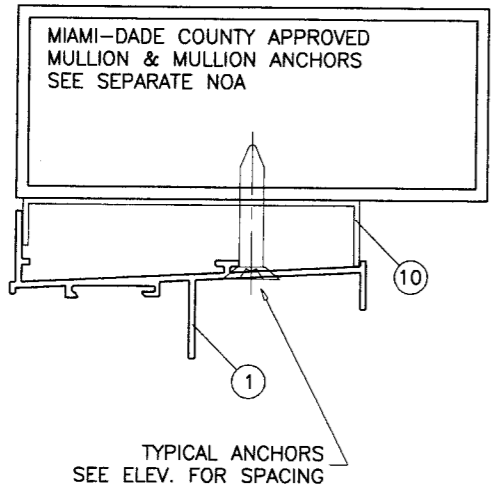 MIAMI-DADE COUNTY APPROVED
MULLION & MULLION ANCHORS
SEE SEPARATE NOA
10
1
TYPICAL ANCHORS
SEE ELEV. FOR SPACING